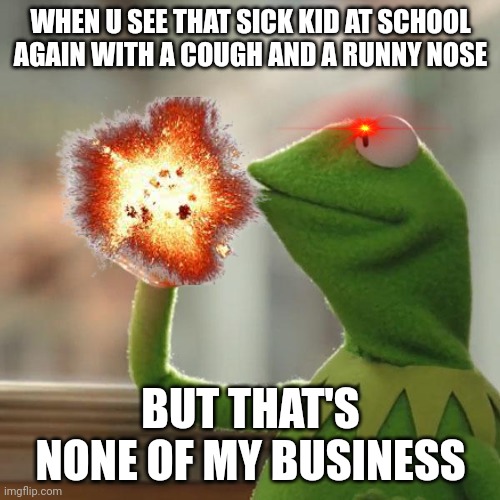 WHEN U SEE THAT SICK KID AT SCHOOL
AGAIN WITH A COUGH AND A RUNNY NOSE
BUT THAT'S
NONE OF MY BUSINESS
imgflip.com